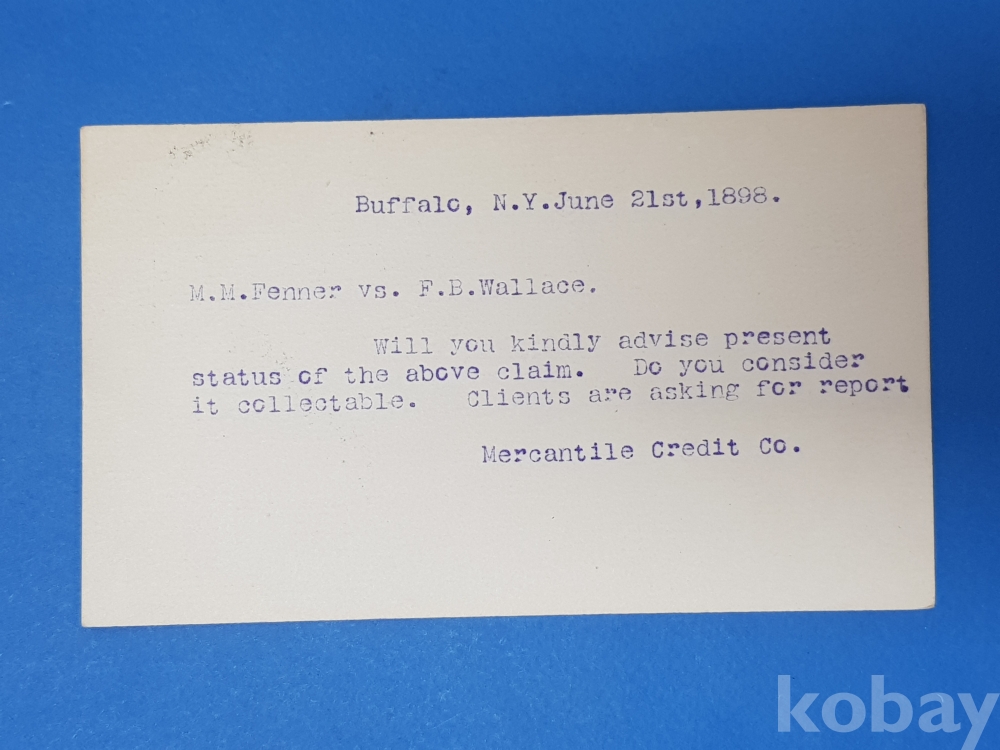 Buffalo, N.Y.June 21st,1898.
M.M.Fenner vs. F.B.Wallace.
Will you kindly advise present
status of the above claim. Do you consider
it collectable. Clients are asking for report
Mercantile Credit Co.
kobay